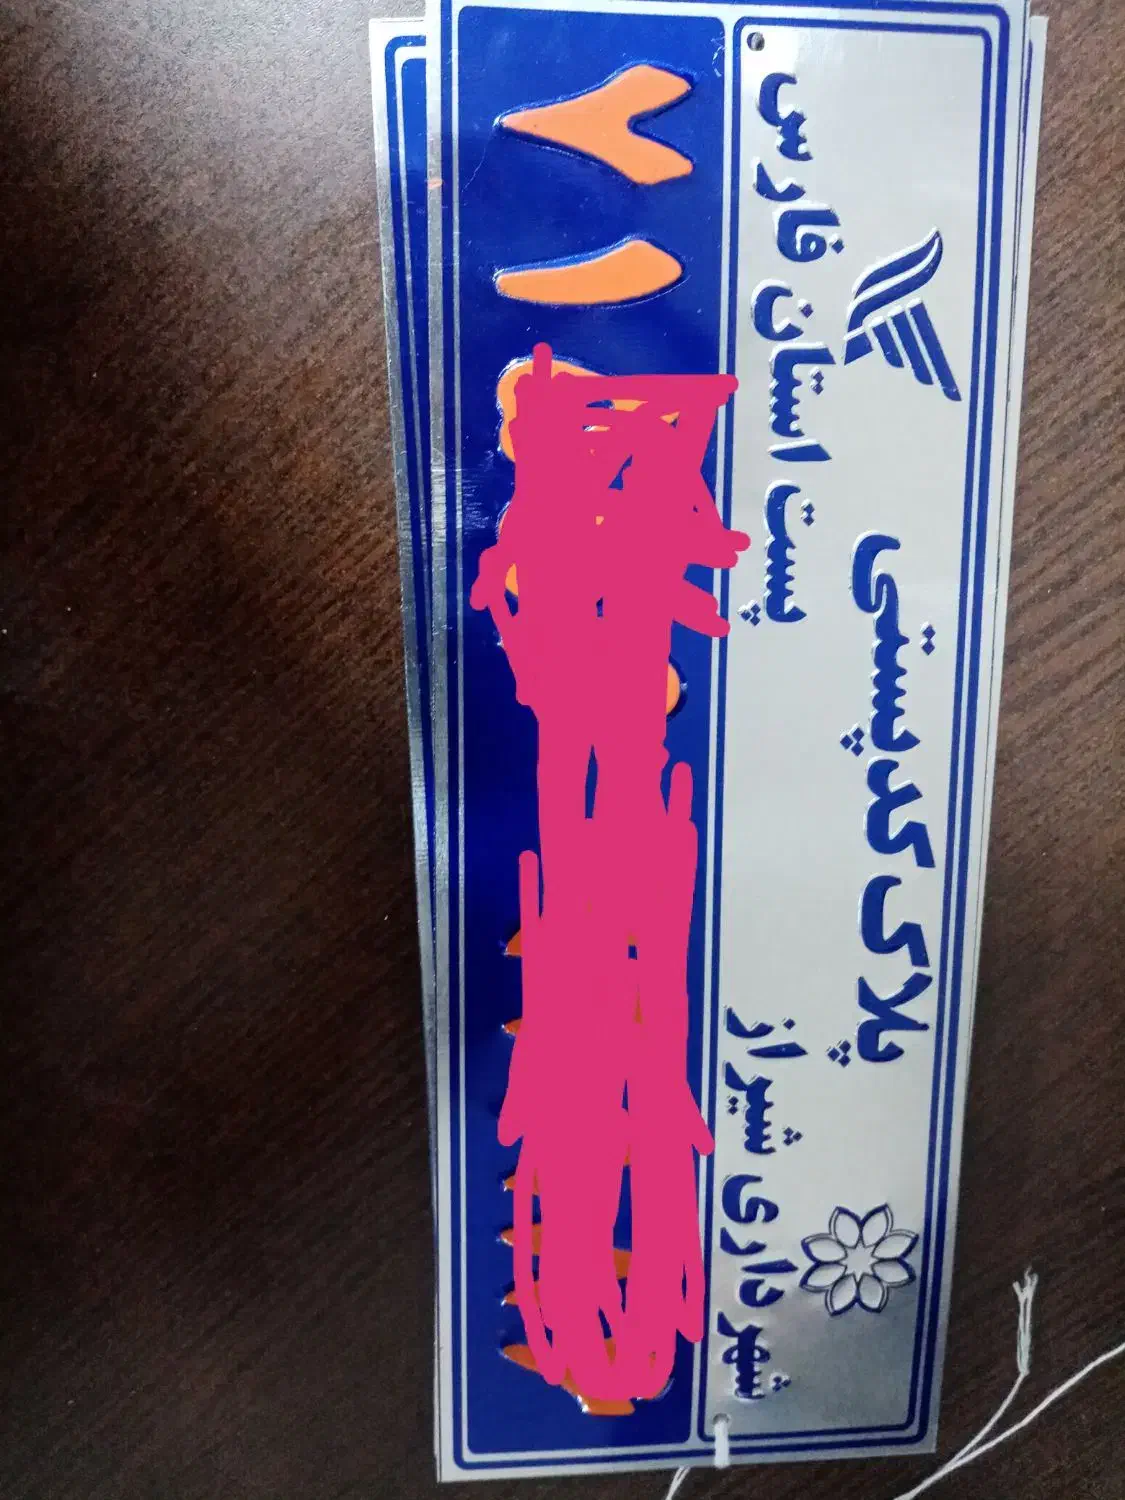 پلاک کدپستی
شهرداری شیراز پست استان فارس
۷۱